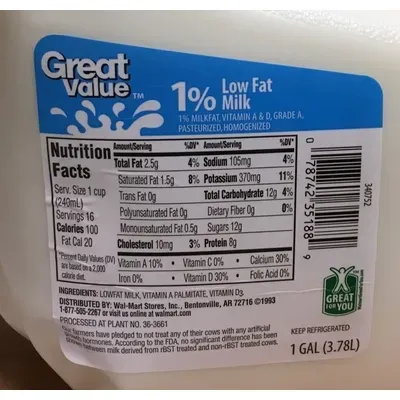 Great
Value ™
1% Low Fat
Milk
1% MILKFAT, VITAMIN A & D, GRADE A,
PASTEURIZED, HOMOGENIZED
Nutrition
Facts
Serv. Size 1 cup
(240mL)
Servings 16
Calories 100
Fat Cal 20
*Percent Daily Values (DV)
are based on a 2,000
calorie diet.
Amount/Serving %DV* Amount/Serving %DV*
Total Fat 2.5g 4% Sodium 105mg 4%
Saturated Fat 1.5g 8% Potassium 370mg 11%
Trans Fat 0g Total Carbohydrate 12g 4%
Polyunsaturated Fat 0g Dietary Fiber 0g 0%
Monounsaturated Fat 0.5g Sugars 12g
Cholesterol 10mg 3% Protein 8g
Vitamin A 10% • Vitamin C 0% • Calcium 30%
Iron 0% • Vitamin D 30% • Folic Acid 0%
INGREDIENTS: LOWFAT MILK, VITAMIN A PALMITATE, VITAMIN D3.
DISTRIBUTED BY: Wal-Mart Stores, Inc., Bentonville, AR 72716 ©1993
1-877-505-2267 or visit us online at walmart.com
PROCESSED AT PLANT NO. 36-3661
Our farmers have pledged to not treat any of their cows with any artificial
growth hormones. According to the FDA, no significant difference has been
shown between milk derived from rBST treated and non-rBST treated cows.
0 78742 35188 9
340752
GREAT
FOR YOU
KEEP REFRIGERATED
1 GAL (3.78L)